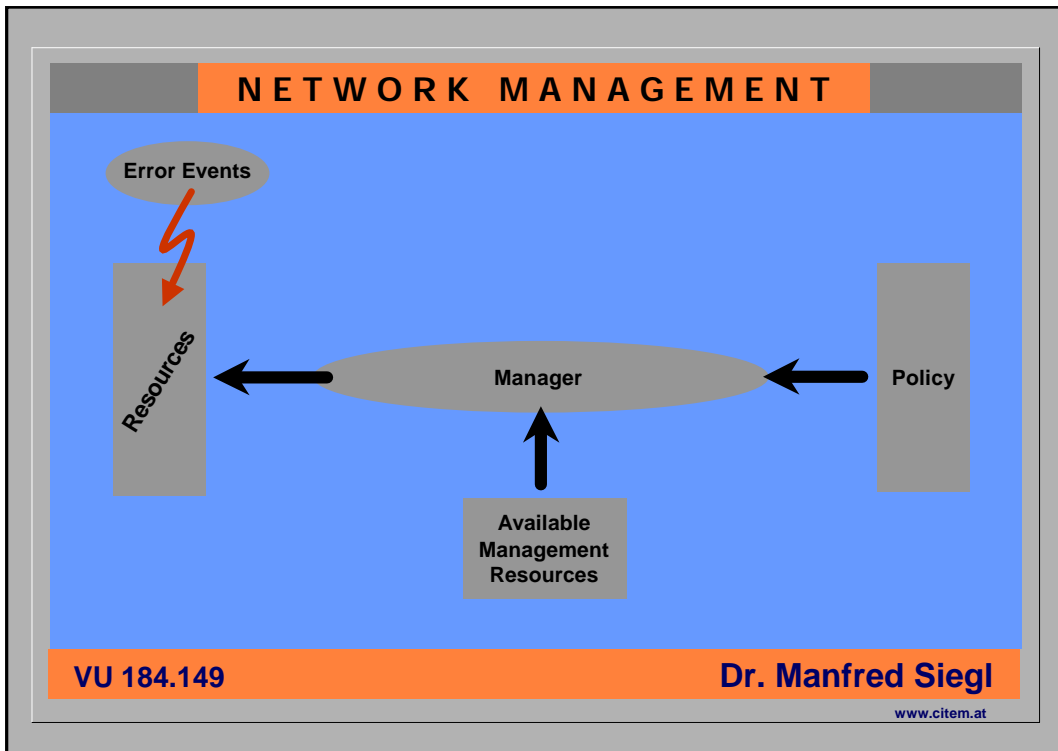 NETWORK MANAGEMENT
Error Events
Resources
Manager
Policy
Available
Management
Resources
VU 184.149
Dr. Manfred Siegl
www.citem.at